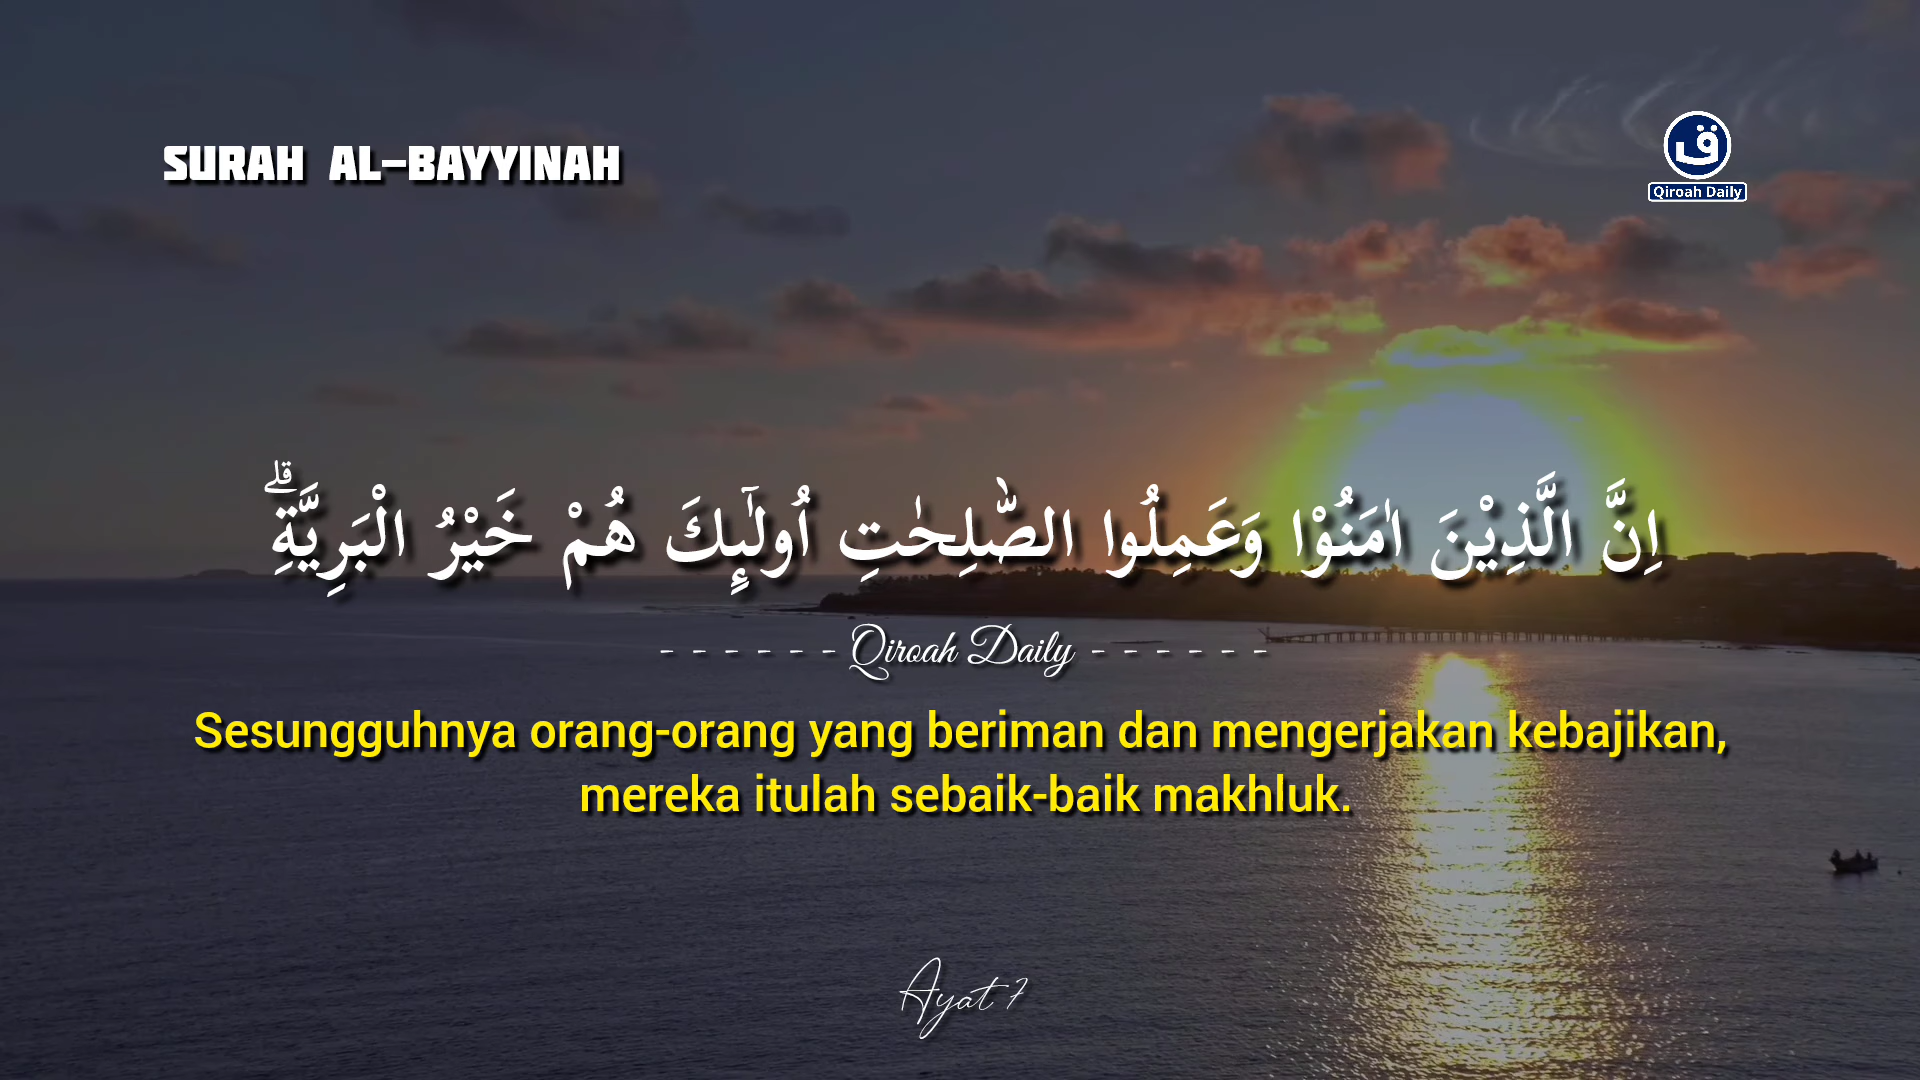 SURAH AL-BAYYINAH
ق
Qiroah Daily
اِنَّ الَّذِيْنَ اٰمَنُوْا وَعَمِلُوا الصّٰلِحٰتِ اُولٰۤىِٕكَ هُمْ خَيْرُ الْبَرِيَّةِۗ
- - - - - - Qiroah Daily - - - - - -
Sesungguhnya orang-orang yang beriman dan mengerjakan kebajikan,
mereka itulah sebaik-baik makhluk.
Ayat 7